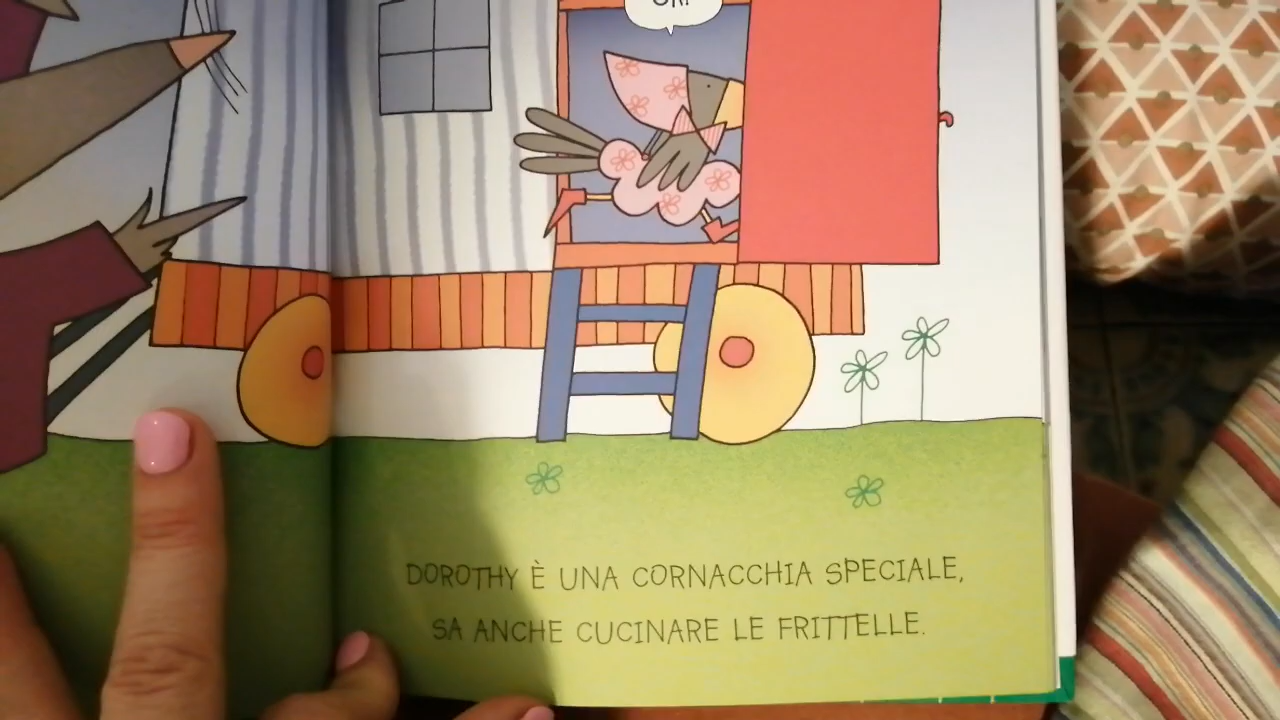 DOROTHY È UNA CORNACCHIA SPECIALE,
SA ANCHE CUCINARE LE FRITTELLE.